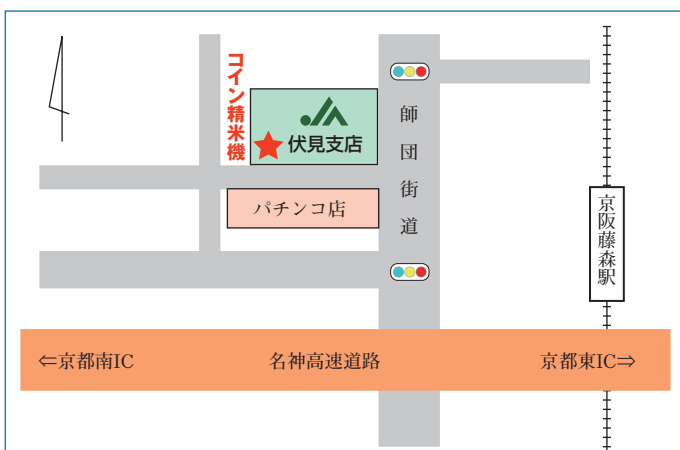 コイン精米機
JA
伏見支店
師団街道
パチンコ店
京阪藤森駅
⇐京都南IC
名神高速道路
京都東IC⇒